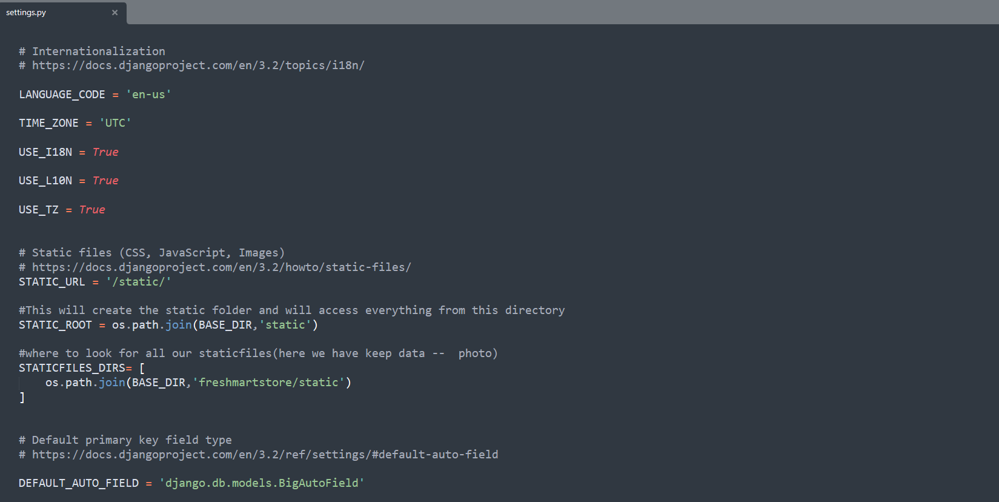 settings.py ×
# Internationalization
# https://docs.djangoproject.com/en/3.2/topics/i18n/
LANGUAGE_CODE = 'en-us'
TIME_ZONE = 'UTC'
USE_I18N = True
USE_L10N = True
USE_TZ = True
# Static files (CSS, JavaScript, Images)
# https://docs.djangoproject.com/en/3.2/howto/static-files/
STATIC_URL = '/static/'
#This will create the static folder and will access everything from this directory
STATIC_ROOT = os.path.join(BASE_DIR,'static')
#where to look for all our staticfiles(here we have keep data --  photo)
STATICFILES_DIRS= [
    os.path.join(BASE_DIR,'freshmartstore/static')
]
# Default primary key field type
# https://docs.djangoproject.com/en/3.2/ref/settings/#default-auto-field
DEFAULT_AUTO_FIELD = 'django.db.models.BigAutoField'